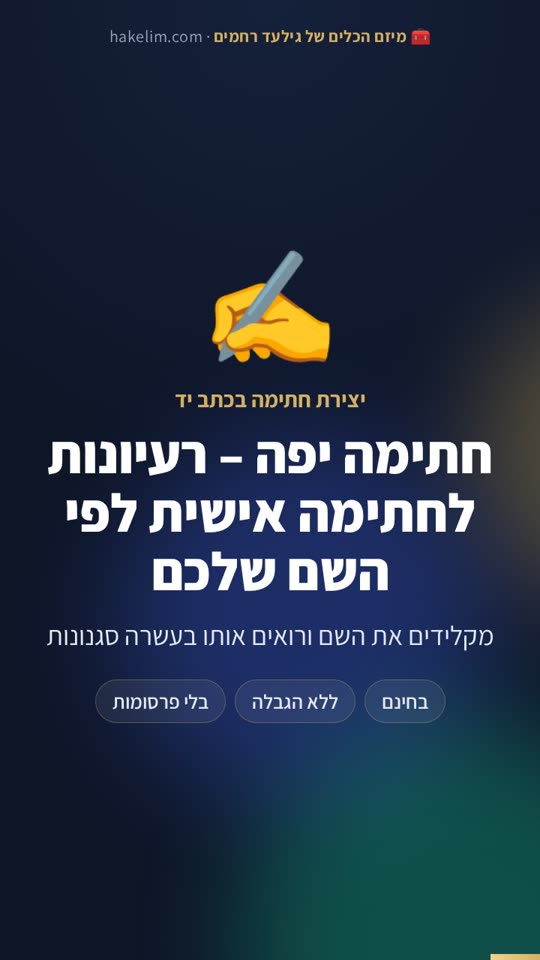 🧰 מיזם הכלים של גילעד רחמים · hakelim.com
יצירת חתימה בכתב יד
חתימה יפה – רעיונות
לחתימה אישית לפי
השם שלכם
מקלידים את השם ורואים אותו בעשרה סגנונות
בחינם
ללא הגבלה
בלי פרסומות